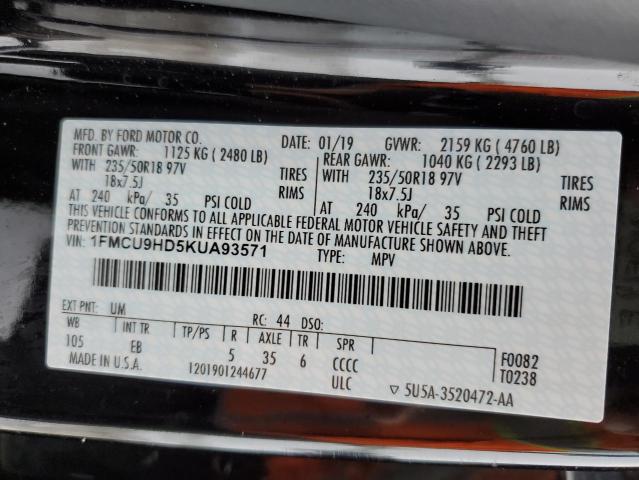 MFD. BY FORD MOTOR CO. DATE: 01/19 GVWR: 2159 KG ( 4760 LB)
FRONT GAWR: 1125 KG ( 2480 LB) REAR GAWR: 1040 KG ( 2293 LB)
WITH 235/50R18 97V TIRES WITH 235/50R18 97V TIRES
18x7.5J RIMS 18x7.5J RIMS
AT 240 kPa/ 35 PSI COLD AT 240 kPa/ 35 PSI COLD
THIS VEHICLE CONFORMS TO ALL APPLICABLE FEDERAL MOTOR VEHICLE SAFETY AND THEFT
PREVENTION STANDARDS IN EFFECT ON THE DATE OF MANUFACTURE SHOWN ABOVE.
VIN: 1FMCU9HD5KUA93571 TYPE: MPV
EXT PNT: UM RC: 44 DSO:
WB INT TR TP/PS R AXLE TR SPR F0082
105 EB 5 35 6 CCCC T0238
MADE IN U.S.A. 1201901244677 ULC ▽ 5U5A-3520472-AA